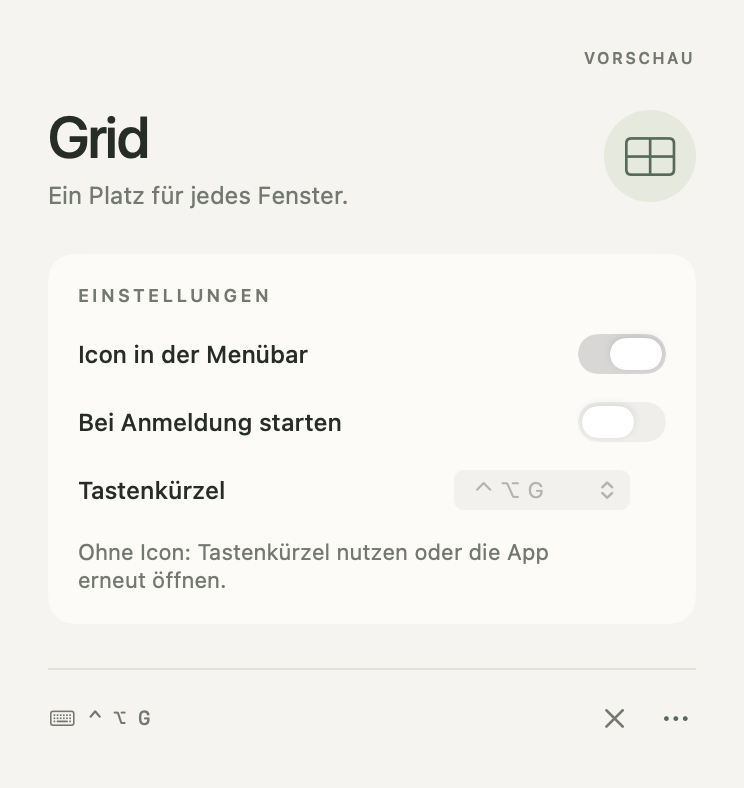 VORSCHAU
Grid
Ein Platz für jedes Fenster.
EINSTELLUNGEN
Icon in der Menübar
Bei Anmeldung starten
Tastenkürzel
⌃ ⌥ G
Ohne Icon: Tastenkürzel nutzen oder die App
erneut öffnen.
⌃ ⌥ G